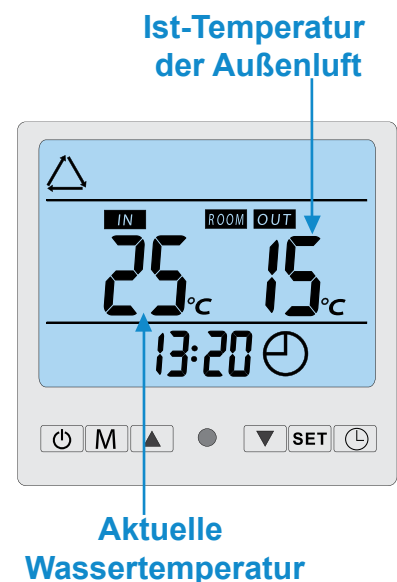 Ist-Temperatur
der Außenluft
IN ROOM OUT
25°C 15°C
13:20
M SET
Aktuelle
Wassertemperatur